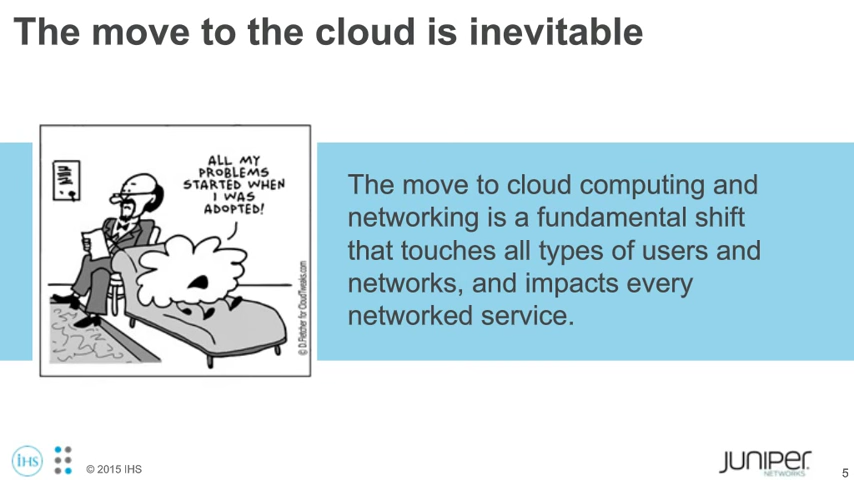 The move to the cloud is inevitable
ALL MY
PROBLEMS
STARTED WHEN
I WAS
ADOPTED!
© D.Fletcher for CloudTweaks.com
The move to cloud computing and
networking is a fundamental shift
that touches all types of users and
networks, and impacts every
networked service.
iHS
© 2015 IHS
JUNIPER
NETWORKS
5